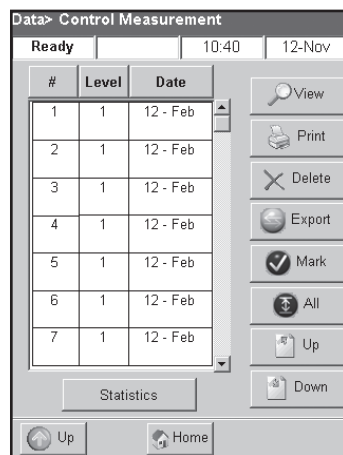 Data> Control Measurement
Ready 10:40 12-Nov
# Level Date
View
1 1 12 - Feb
Print
2 1 12 - Feb
Delete
3 1 12 - Feb
Export
4 1 12 - Feb
Mark
5 1 12 - Feb
All
6 1 12 - Feb
Up
7 1 12 - Feb
Down
Statistics
Up Home